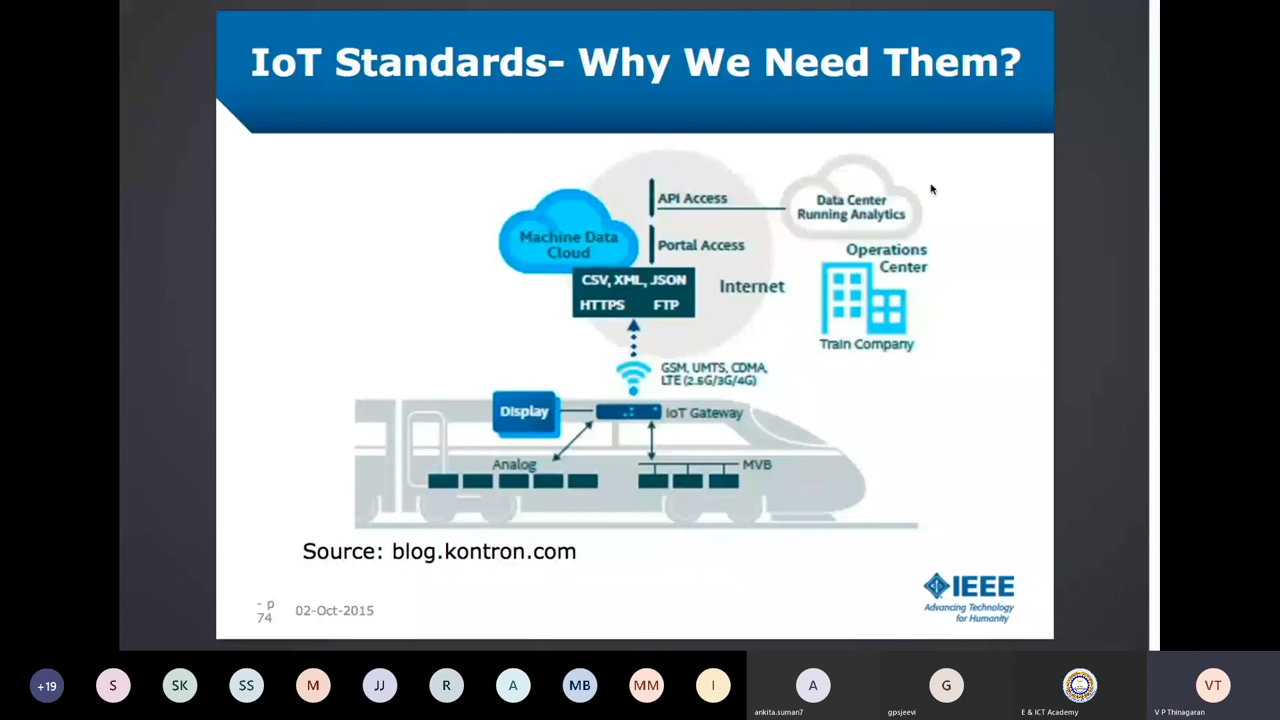 IoT Standards- Why We Need Them?
API Access
Data Center
Running Analytics
Machine Data
Cloud
Portal Access
Operations
Center
CSV, XML, JSON
HTTPS FTP
Internet
Train Company
GSM, UMTS, CDMA,
LTE (2.5G/3G/4G)
Display
IoT Gateway
Analog
MVB
Source: blog.kontron.com
- p
74
02-Oct-2015
IEEE
Advancing Technology
for Humanity
+19
S
SK
SS
M
JJ
R
A
MB
MM
I
A
ankita.suman7
G
gpsjeevi
E & ICT Academy
VT
V P Thinagaran